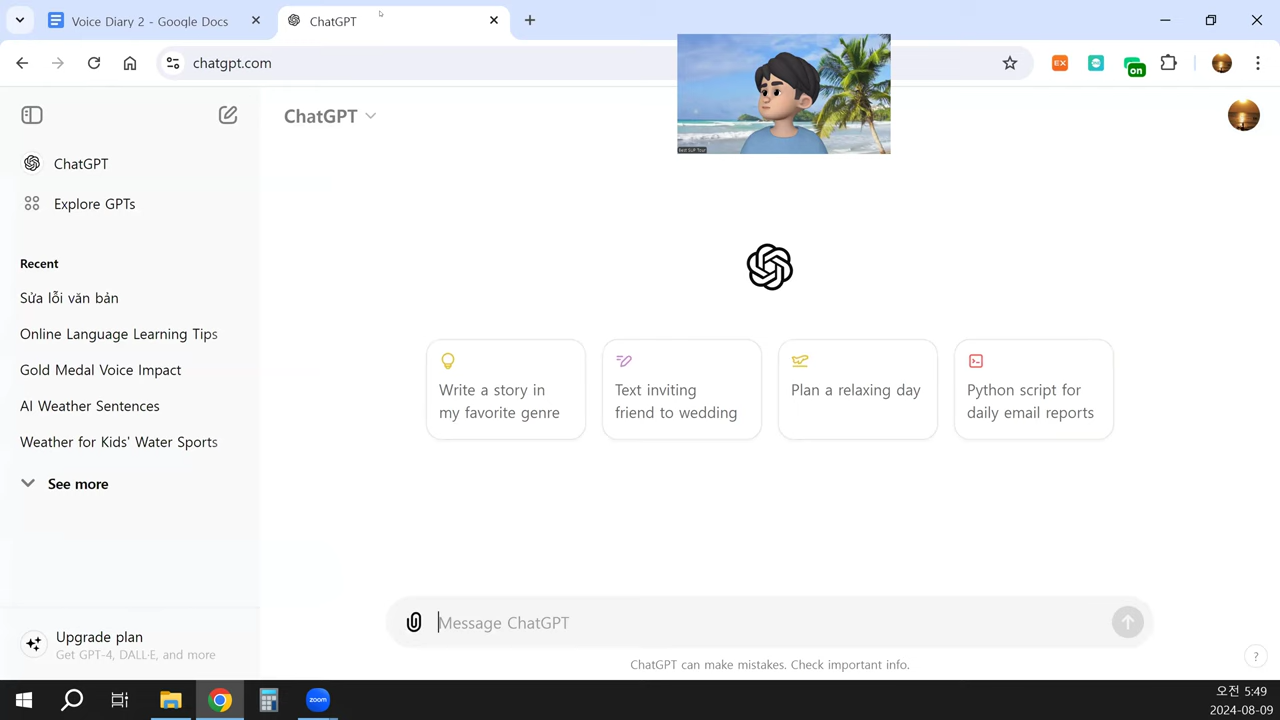 Voice Diary 2 - Google Docs
ChatGPT
chatgpt.com
EX
on
ChatGPT
ChatGPT
Explore GPTs
Recent
Sửa lỗi văn bản
Online Language Learning Tips
Gold Medal Voice Impact
AI Weather Sentences
Weather for Kids' Water Sports
See more
Write a story in
my favorite genre
Text inviting
friend to wedding
Plan a relaxing day
Python script for
daily email reports
Message ChatGPT
ChatGPT can make mistakes. Check important info.
?
Upgrade plan
Get GPT-4, DALL·E, and more
zoom
오전 5:49
2024-08-09